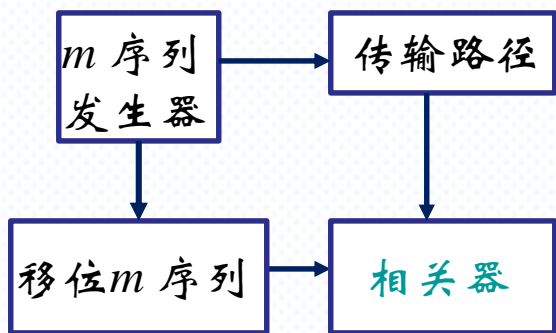 m 序列
发生器
传输路径
移位m 序列
相关器